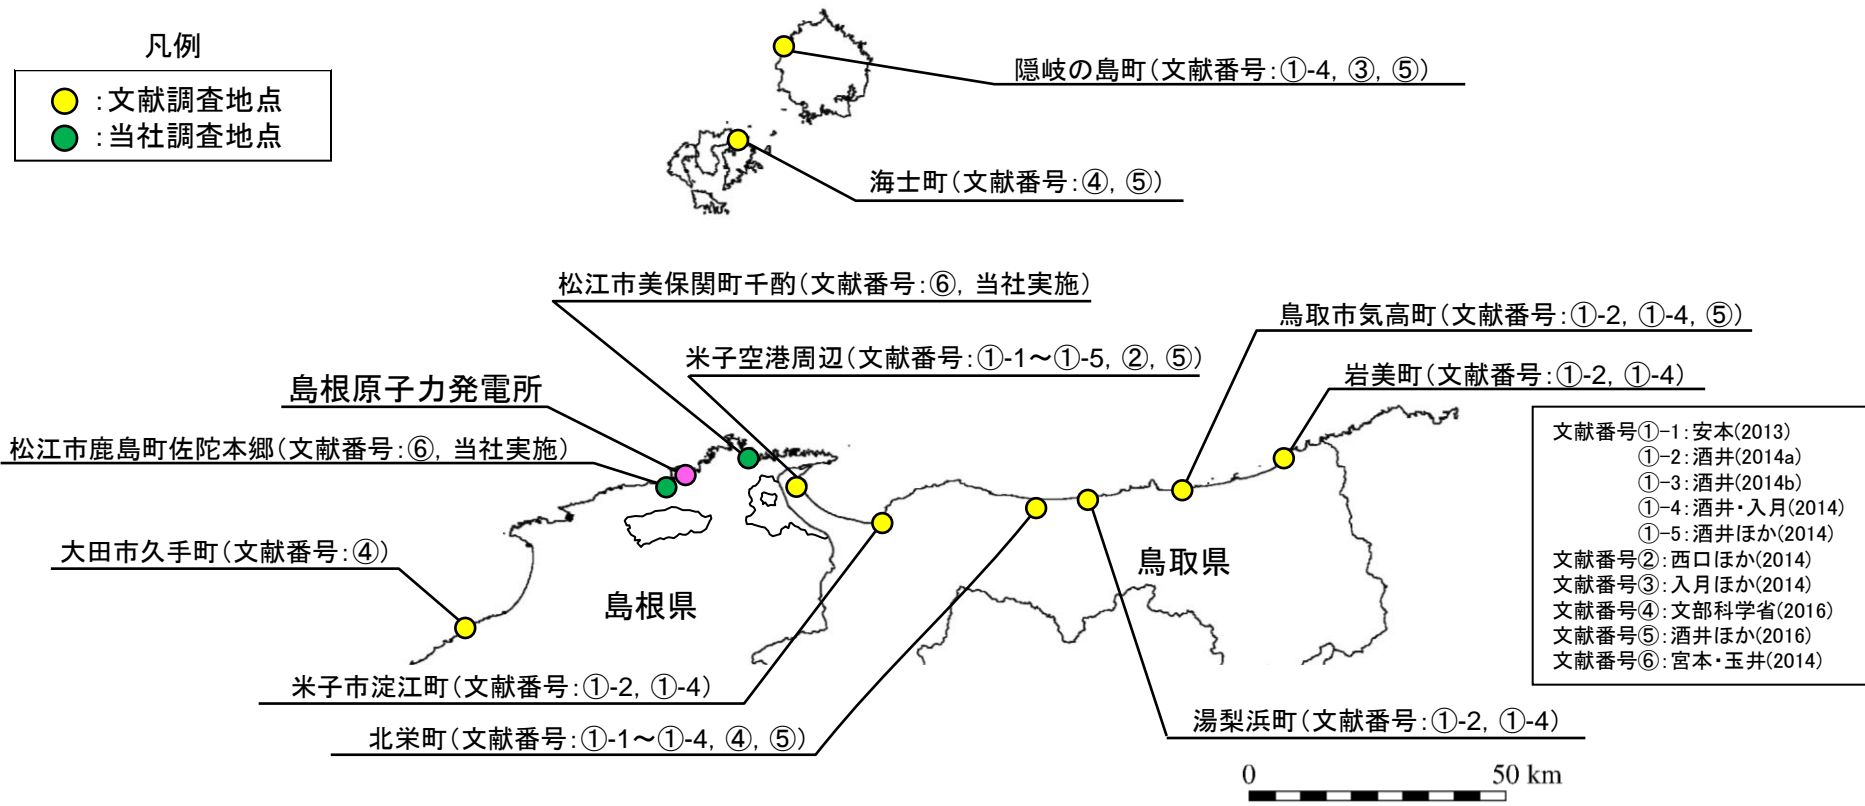 凡例
：文献調査地点
：当社調査地点
隠岐の島町（文献番号：①-4, ③, ⑤）
海士町（文献番号：④, ⑤）
松江市美保関町千酌（文献番号：⑥, 当社実施）
鳥取市気高町（文献番号：①-2, ①-4, ⑤）
米子空港周辺（文献番号：①-1～①-5, ②, ⑤）
島根原子力発電所
岩美町（文献番号：①-2, ①-4）
松江市鹿島町佐陀本郷（文献番号：⑥, 当社実施）
大田市久手町（文献番号：④）
島根県
鳥取県
文献番号①-1：安本(2013)
①-2：酒井(2014a)
①-3：酒井(2014b)
①-4：酒井・入月(2014)
①-5：酒井ほか(2014)
文献番号②：西口ほか(2014)
文献番号③：入月ほか(2014)
文献番号④：文部科学省(2016)
文献番号⑤：酒井ほか(2016)
文献番号⑥：宮本・玉井(2014)
米子市淀江町（文献番号：①-2, ①-4）
北栄町（文献番号：①-1～①-4, ④, ⑤）
湯梨浜町（文献番号：①-2, ①-4）
0 50 km